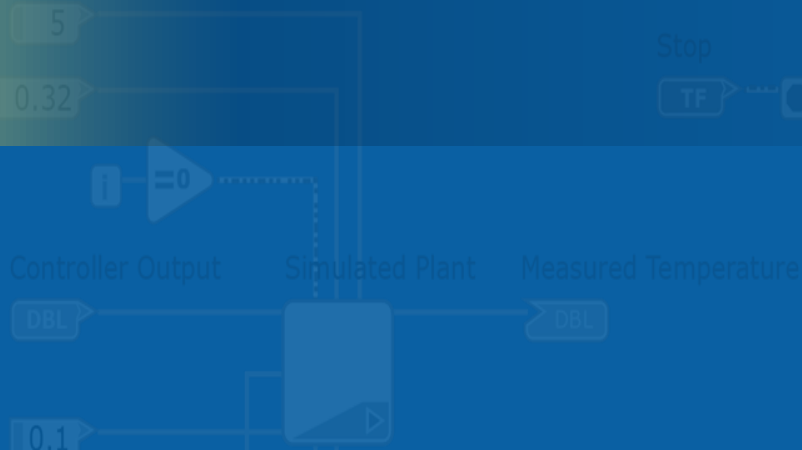 5
Stop
0.32
TF
i
=0
Controller Output
Simulated Plant
Measured Temperature
DBL
DBL
0.1